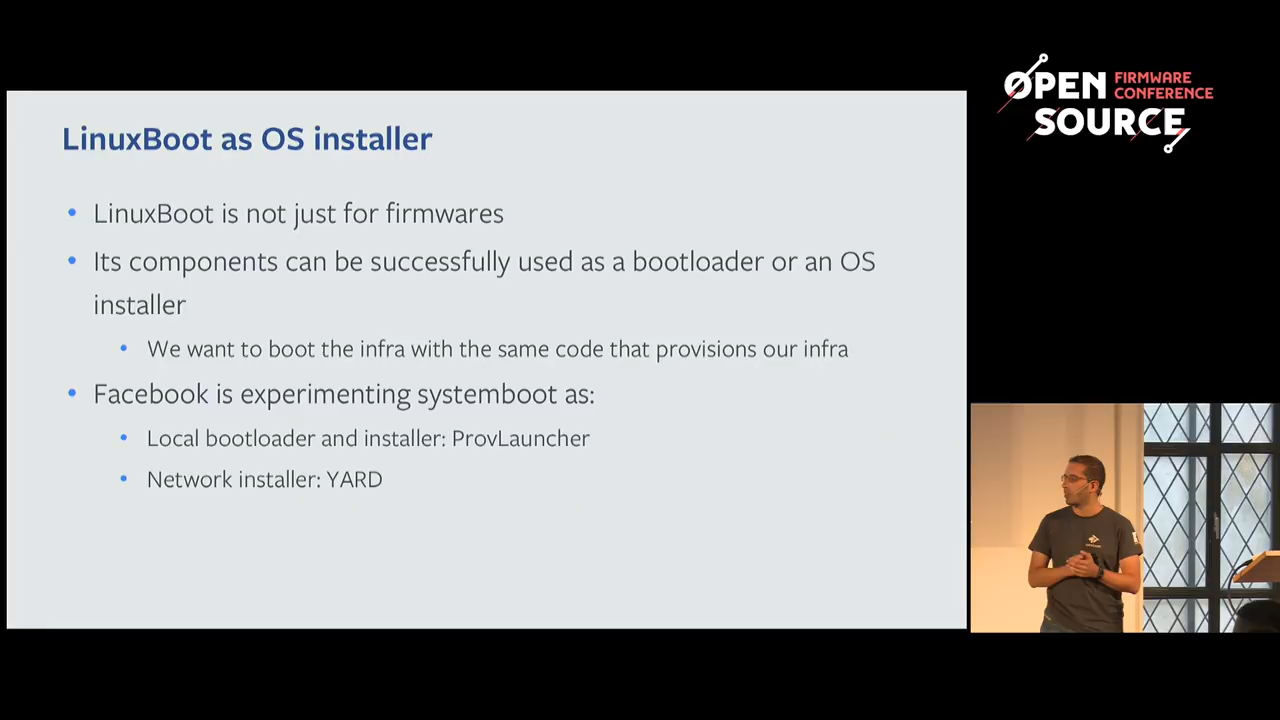 LinuxBoot as OS installer
• LinuxBoot is not just for firmwares
• Its components can be successfully used as a bootloader or an OS
installer
• We want to boot the infra with the same code that provisions our infra
• Facebook is experimenting systemboot as:
• Local bootloader and installer: ProvLauncher
• Network installer: YARD
OPEN FIRMWARE
CONFERENCE
SOURCE